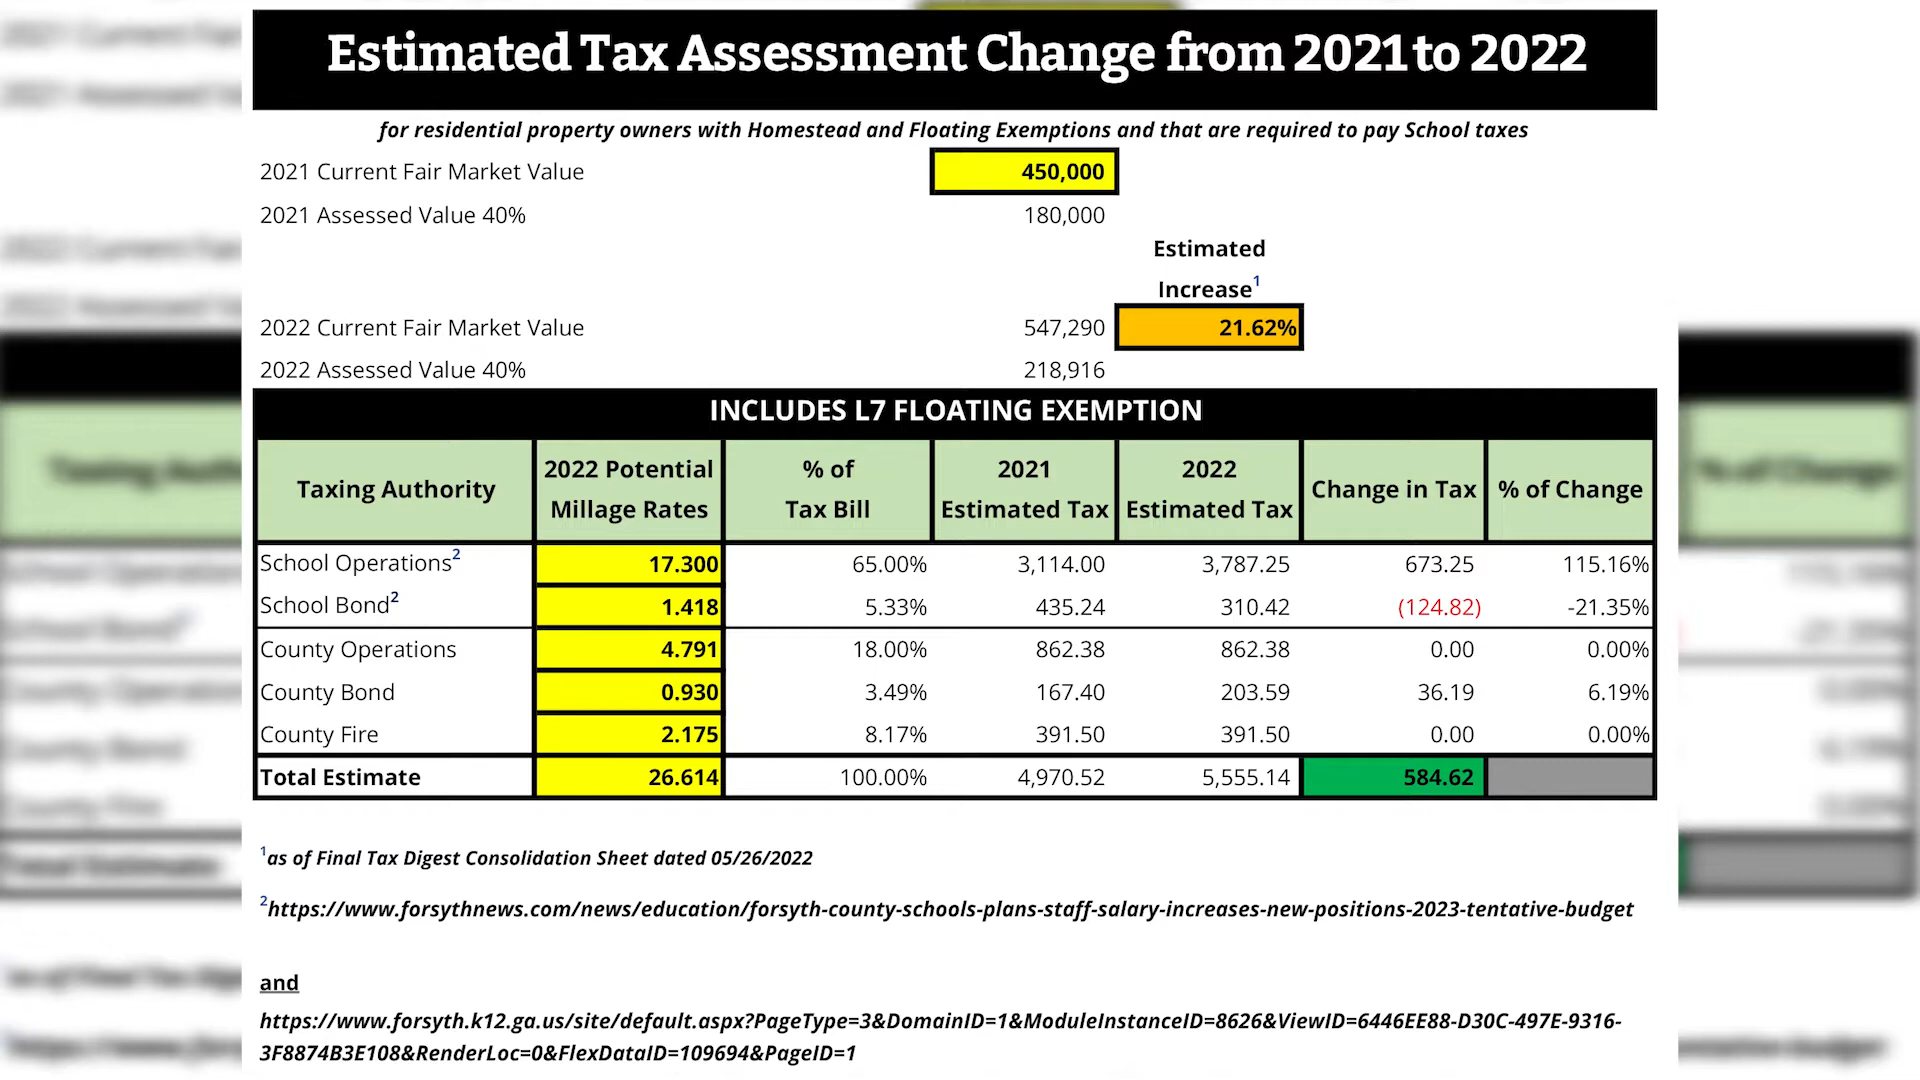 Estimated Tax Assessment Change from 2021 to 2022
for residential property owners with Homestead and Floating Exemptions and that are required to pay School taxes
2021 Current Fair Market Value 450,000
2021 Assessed Value 40% 180,000
Estimated
Increase1
2022 Current Fair Market Value 547,290 21.62%
2022 Assessed Value 40% 218,916
INCLUDES L7 FLOATING EXEMPTION
Taxing Authority 2022 Potential Millage Rates % of Tax Bill 2021 Estimated Tax 2022 Estimated Tax Change in Tax % of Change
School Operations2 17.300 65.00% 3,114.00 3,787.25 673.25 115.16%
School Bond2 1.418 5.33% 435.24 310.42 (124.82) -21.35%
County Operations 4.791 18.00% 862.38 862.38 0.00 0.00%
County Bond 0.930 3.49% 167.40 203.59 36.19 6.19%
County Fire 2.175 8.17% 391.50 391.50 0.00 0.00%
Total Estimate 26.614 100.00% 4,970.52 5,555.14 584.62
1as of Final Tax Digest Consolidation Sheet dated 05/26/2022
2https://www.forsythnews.com/news/education/forsyth-county-schools-plans-staff-salary-increases-new-positions-2023-tentative-budget
and
https://www.forsyth.k12.ga.us/site/default.aspx?PageType=3&DomainID=1&ModuleInstanceID=8626&ViewID=6446EE88-D30C-497E-9316-
3F8874B3E108&RenderLoc=0&FlexDataID=109694&PageID=1